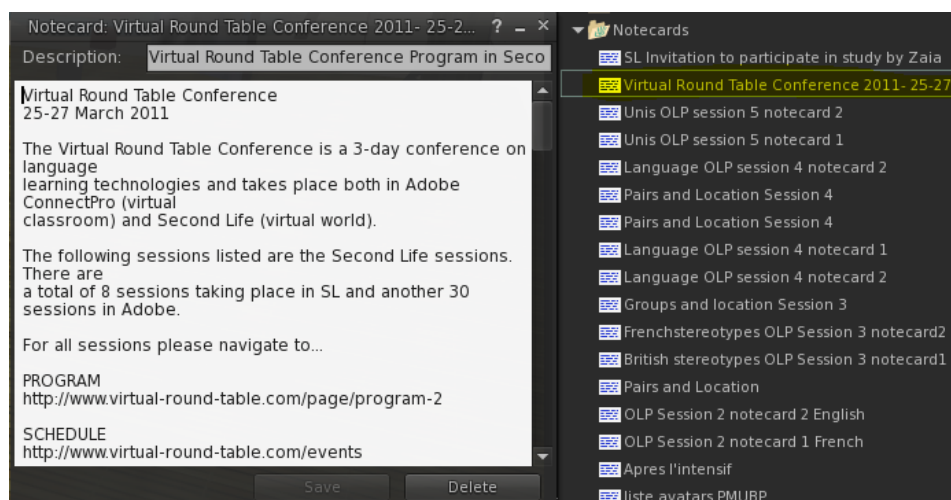 Notecard: Virtual Round Table Conference 2011- 25-2... ? – ×
Description: Virtual Round Table Conference Program in Seco
Virtual Round Table Conference
25-27 March 2011
The Virtual Round Table Conference is a 3-day conference on
language
learning technologies and takes place both in Adobe
ConnectPro (virtual
classroom) and Second Life (virtual world).
The following sessions listed are the Second Life sessions.
There are
a total of 8 sessions taking place in SL and another 30
sessions in Adobe.
For all sessions please navigate to...
PROGRAM
http://www.virtual-round-table.com/page/program-2
SCHEDULE
http://www.virtual-round-table.com/events
Save Delete
Notecards
SL Invitation to participate in study by Zaia
Virtual Round Table Conference 2011- 25-27
Unis OLP session 5 notecard 2
Unis OLP session 5 notecard 1
Language OLP session 4 notecard 2
Pairs and Location Session 4
Pairs and Location Session 4
Language OLP session 4 notecard 1
Language OLP session 4 notecard 2
Groups and location Session 3
Frenchstereotypes OLP Session 3 notecard2
British stereotypes OLP Session 3 notecard1
Pairs and Location
OLP Session 2 notecard 2 English
OLP Session 2 notecard 1 French
Apres l'intensif
liste avatars PMUBP